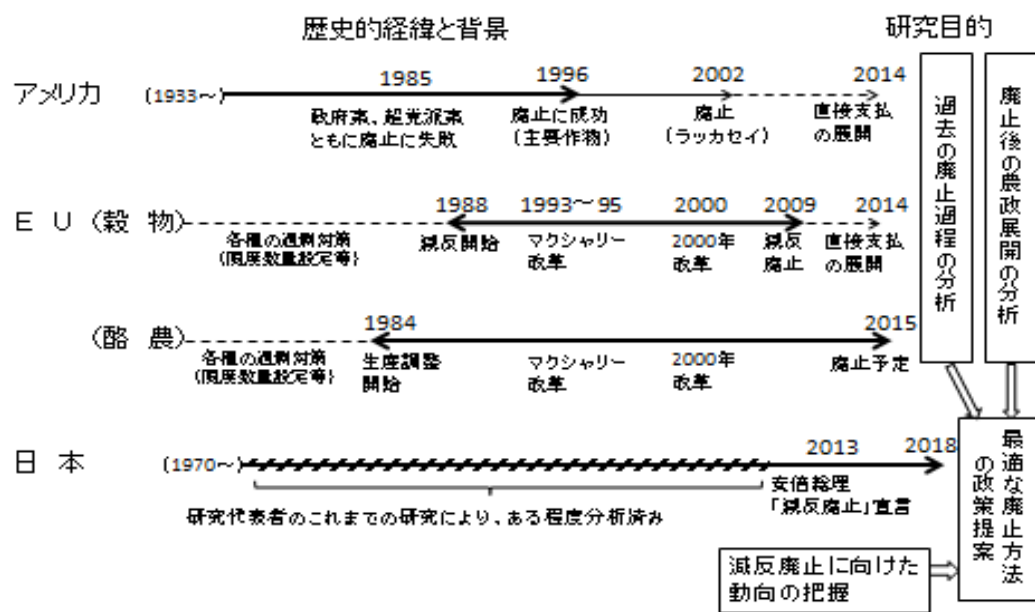 歴史的経緯と背景
研究目的
アメリカ
(1933～)
1985
1996
2002
2014
政府案、超党派案
ともに廃止に失敗
廃止に成功
(主要作物)
廃止
(ラッカセイ)
直接支払
の展開
ＥＵ(穀物)
1988
1993～95
2000
2009
2014
各種の過剰対策
(限度数量設定等)
減反開始
マクシャリー
改革
2000年
改革
減反
廃止
直接支払
の展開
(酪農)
1984
2015
各種の過剰対策
(限度数量設定等)
生産調整
開始
マクシャリー
改革
2000年
改革
廃止予定
日本
(1970～)
2013
2018
安倍総理
「減反廃止」宣言
研究代表者のこれまでの研究により、ある程度分析済み
過去の廃止過程の分析
廃止後の農政展開の分析
最適な廃止方法
の政策提案
減反廃止に向けた
動向の把握